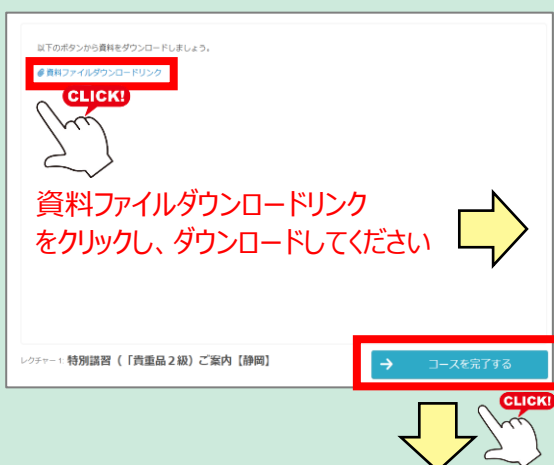 以下のボタンから資料をダウンロードしましょう。
資料ファイルダウンロードリンク
CLICK!
資料ファイルダウンロードリンク
をクリックし、ダウンロードしてください
レクチャー1: 特別講習(「貴重品2級)ご案内【静岡】
→ コースを完了する
CLICK!